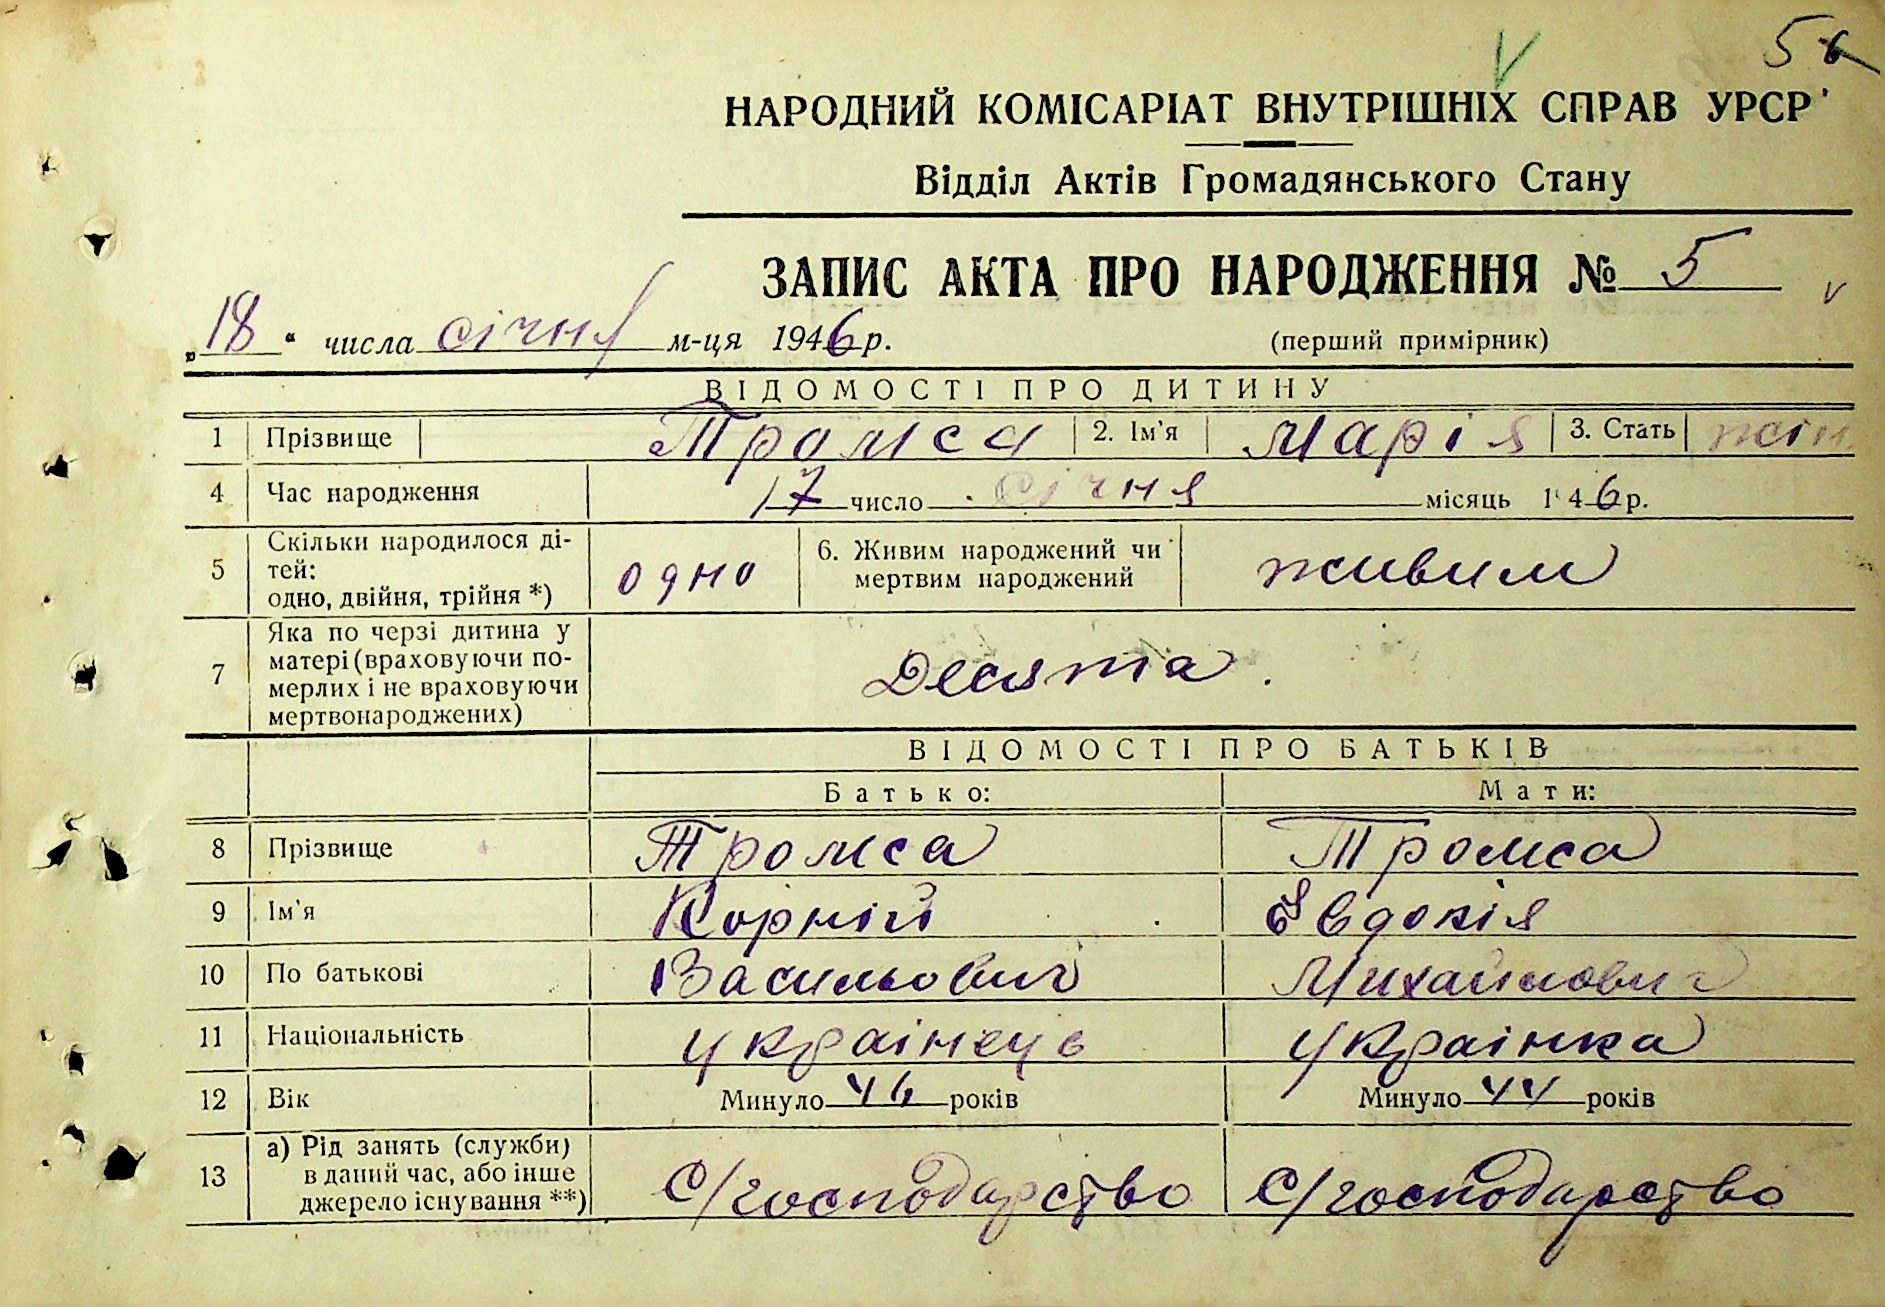 5
НАРОДНИЙ КОМІСАРІАТ ВНУТРІШНІХ СПРАВ УРСР
Відділ Актів Громадянського Стану
ЗАПИС АКТА ПРО НАРОДЖЕННЯ № 5
„18“ числа січня м-ця 1946 р.
(перший примірник)
ВІДОМОСТІ ПРО ДИТИНУ
1 Прізвище Тромса 2. Ім'я Марія 3. Стать жін
4 Час народження 17 число січня місяць 1946 р.
5 Скільки народилося ді-
тей:
одно, двійня, трійня *) одно
6. Живим народжений чи
мертвим народжений живим
7 Яка по черзі дитина у
матері (враховуючи по-
мерлих і не враховуючи
мертвонароджених) Десята.
ВІДОМОСТІ ПРО БАТЬКІВ
Батько: Мати:
8 Прізвище Тромса Тромса
9 Ім'я Корній Евдокія
10 По батькові Васильович Михайлович
11 Національність українець українка
12 Вік Минуло 46 років Минуло 44 років
13 а) Рід занять (служби)
в даний час, або інше
джерело існування **) с/господарство с/господарство